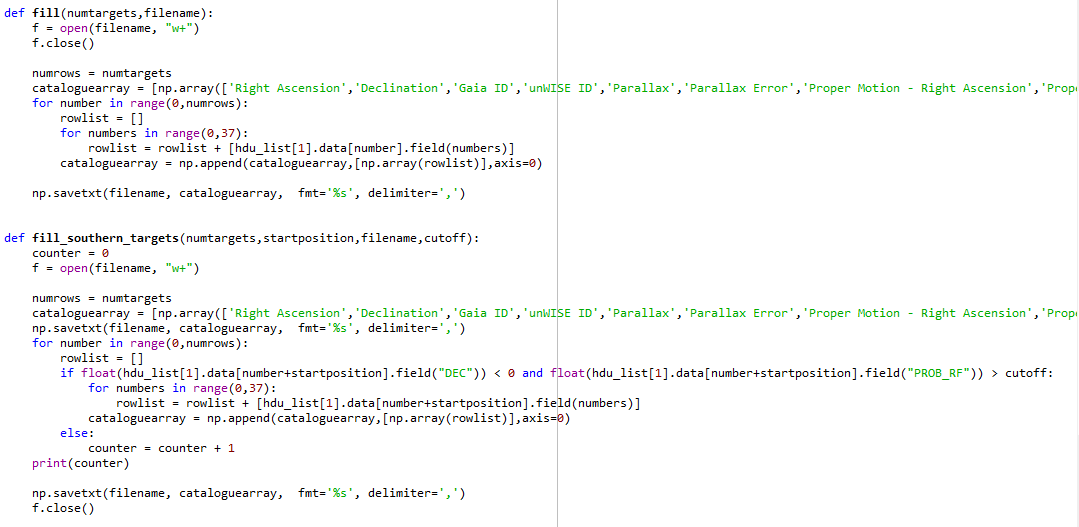 def fill(numtargets,filename):
    f = open(filename, "w+")
    f.close()

    numrows = numtargets
    cataloguearray = [np.array(['Right Ascension','Declination','Gaia ID','unWISE ID','Parallax','Parallax Error','Proper Motion - Right Ascension','Prope
    for number in range(0,numrows):
        rowlist = []
        for numbers in range(0,37):
            rowlist = rowlist + [hdu_list[1].data[number].field(numbers)]
        cataloguearray = np.append(cataloguearray,[np.array(rowlist)],axis=0)

    np.savetxt(filename, cataloguearray,  fmt='%s', delimiter=',')


def fill_southern_targets(numtargets,startposition,filename,cutoff):
    counter = 0
    f = open(filename, "w+")

    numrows = numtargets
    cataloguearray = [np.array(['Right Ascension','Declination','Gaia ID','unWISE ID','Parallax','Parallax Error','Proper Motion - Right Ascension','Prope
    np.savetxt(filename, cataloguearray,  fmt='%s', delimiter=',')
    for number in range(0,numrows):
        rowlist = []
        if float(hdu_list[1].data[number+startposition].field("DEC")) < 0 and float(hdu_list[1].data[number+startposition].field("PROB_RF")) > cutoff:
            for numbers in range(0,37):
                rowlist = rowlist + [hdu_list[1].data[number+startposition].field(numbers)]
            cataloguearray = np.append(cataloguearray,[np.array(rowlist)],axis=0)
        else:
            counter = counter + 1
    print(counter)

    np.savetxt(filename, cataloguearray,  fmt='%s', delimiter=',')
    f.close()